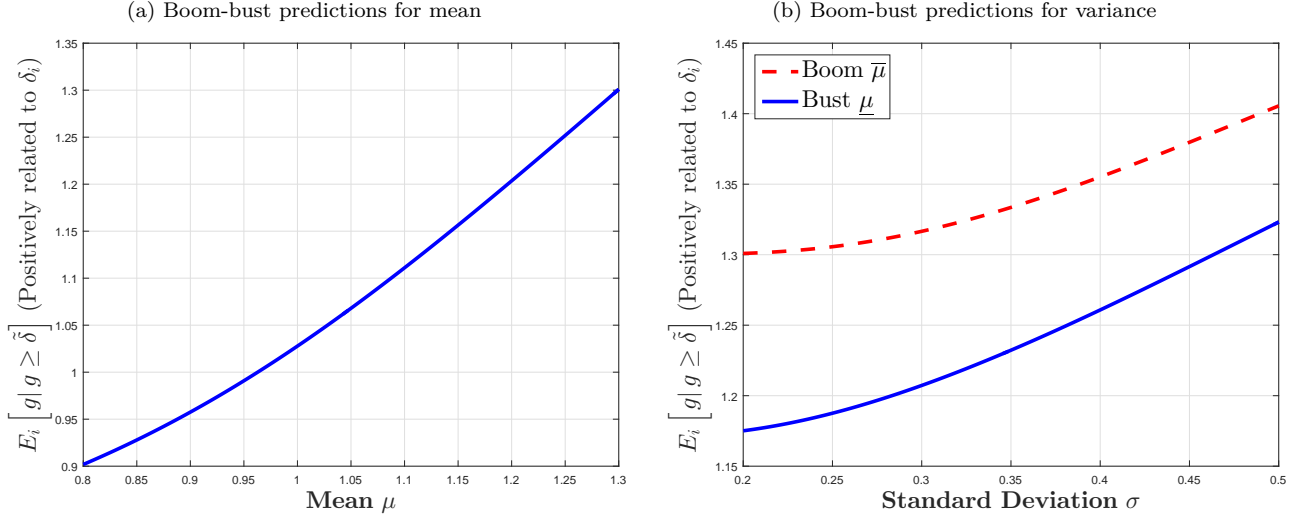 (a) Boom-bust predictions for mean
1.35
1.3
1.25
1.2
1.15
1.1
1.05
1
0.95
0.9
E_i [ g| g ≥ δ̃ ] (Positively related to δ_i)
0.8 0.85 0.9 0.95 1 1.05 1.1 1.15 1.2 1.25 1.3
Mean μ
(b) Boom-bust predictions for variance
1.45
1.4
1.35
1.3
1.25
1.2
1.15
E_i [ g| g ≥ δ̃ ] (Positively related to δ_i)
Boom μ̅
Bust μ̲
0.2 0.25 0.3 0.35 0.4 0.45 0.5
Standard Deviation σ